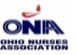 ONA
OHIO NURSES
ASSOCIATION